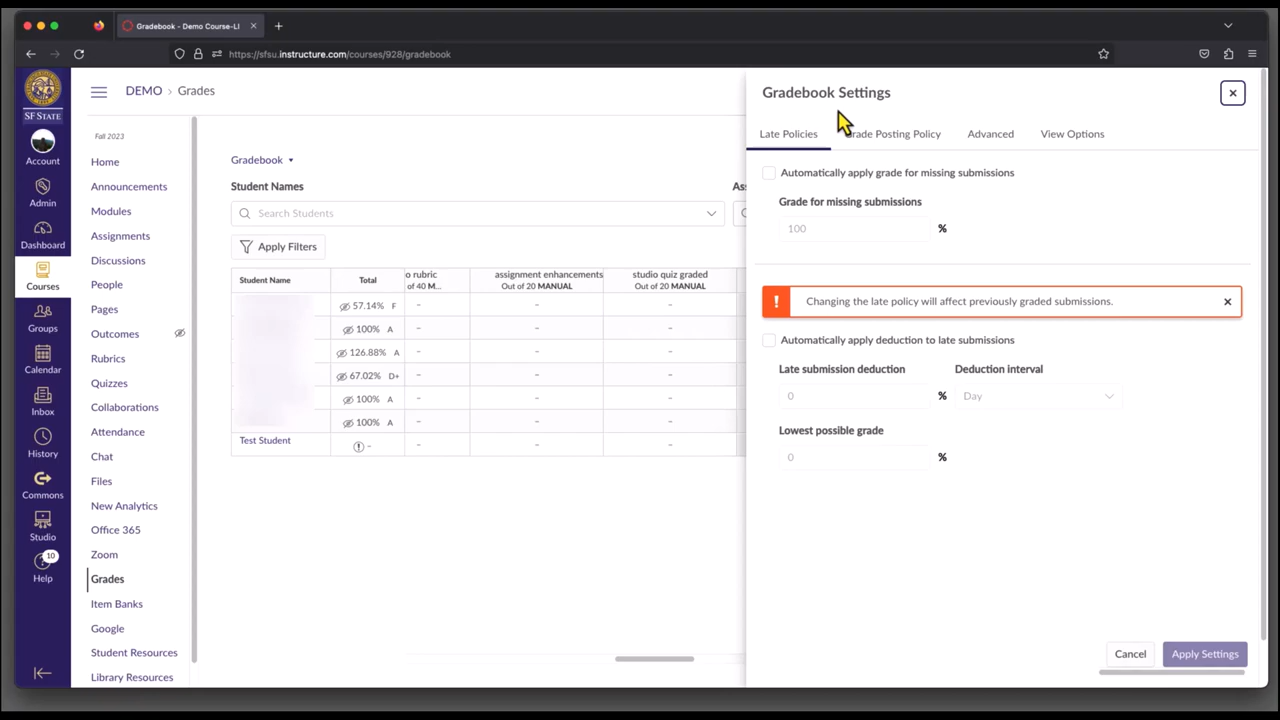 Gradebook - Demo Course-LI
https://sfsu.instructure.com/courses/928/gradebook
SF STATE
Account
Admin
Dashboard
Courses
Groups
Calendar
Inbox
History
Commons
Studio
10
Help
DEMO > Grades
Fall 2023
Home
Announcements
Modules
Assignments
Discussions
People
Pages
Outcomes
Rubrics
Quizzes
Collaborations
Attendance
Chat
Files
New Analytics
Office 365
Zoom
Grades
Item Banks
Google
Student Resources
Library Resources
Gradebook
Student Names
Ass
Search Students
Apply Filters
Student Name Total o rubric of 40 M... assignment enhancements Out of 20 MANUAL studio quiz graded Out of 20 MANUAL
57.14% F – – –
100% A – – –
126.88% A – – –
67.02% D+ – – –
100% A – – –
100% A – – –
Test Student – – – –
Gradebook Settings
Late Policies rade Posting Policy Advanced View Options
Automatically apply grade for missing submissions
Grade for missing submissions
100 %
! Changing the late policy will affect previously graded submissions.
Automatically apply deduction to late submissions
Late submission deduction Deduction interval
0 % Day
Lowest possible grade
0 %
Cancel Apply Settings